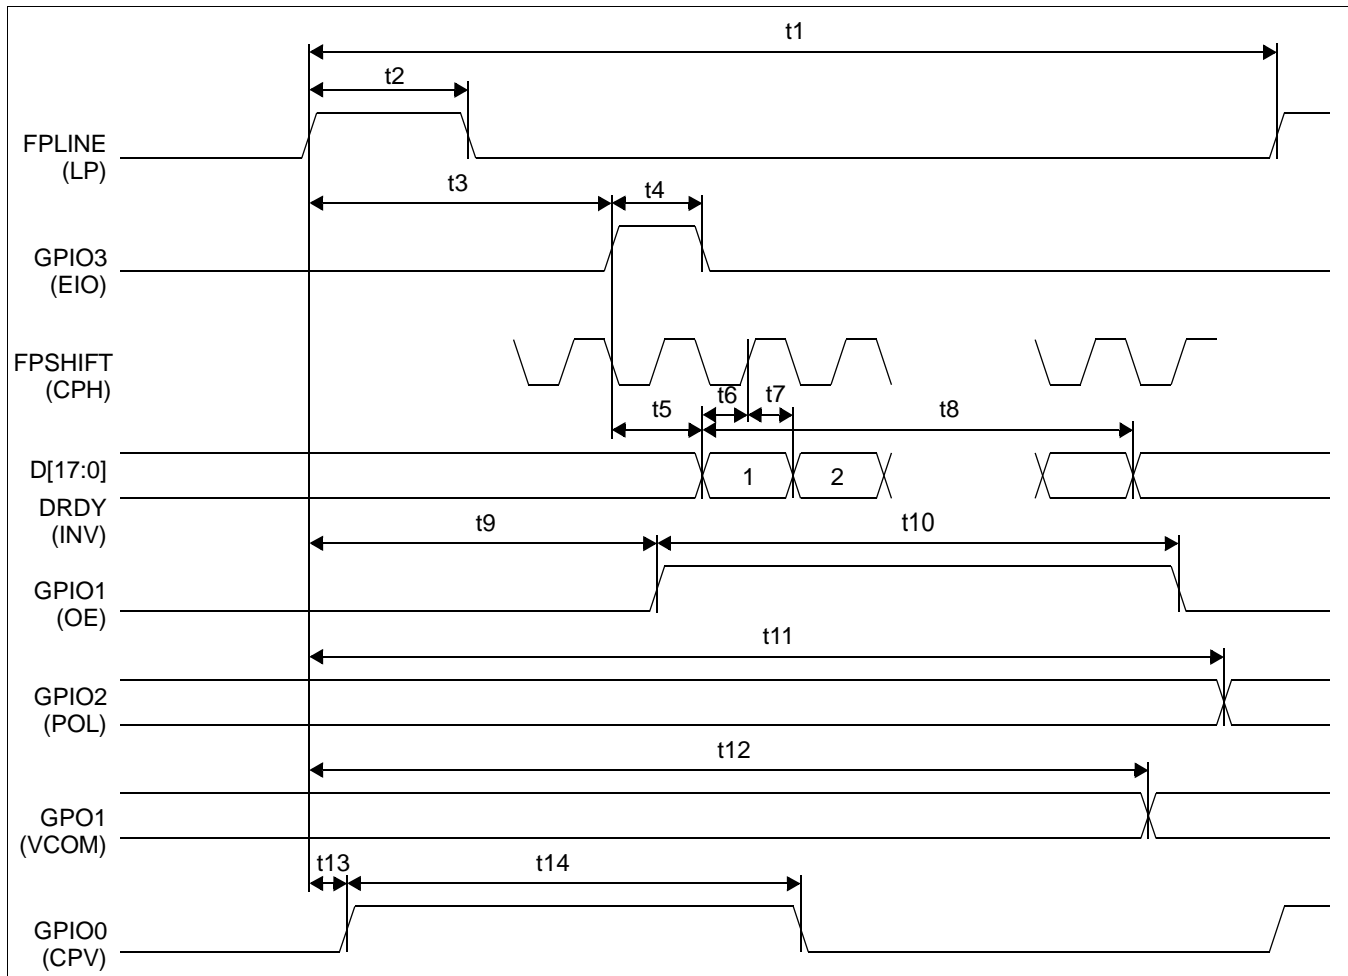 t1
t2
FPLINE
(LP)
t3
t4
GPIO3
(EIO)
FPSHIFT
(CPH)
t6
t7
t5
t8
D[17:0]
1
2
DRDY
(INV)
t9
t10
GPIO1
(OE)
t11
GPIO2
(POL)
t12
GPO1
(VCOM)
t13
t14
GPIO0
(CPV)